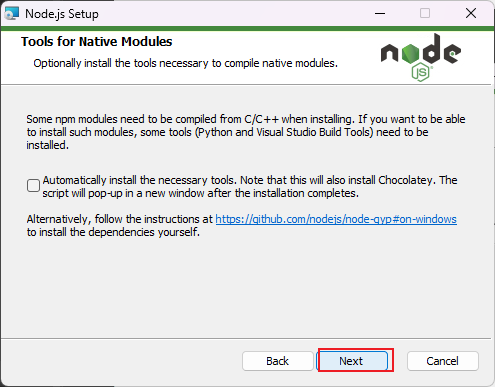 Node.js Setup
Tools for Native Modules
Optionally install the tools necessary to compile native modules.
node
JS
Some npm modules need to be compiled from C/C++ when installing. If you want to be able
to install such modules, some tools (Python and Visual Studio Build Tools) need to be
installed.
Automatically install the necessary tools. Note that this will also install Chocolatey. The
script will pop-up in a new window after the installation completes.
Alternatively, follow the instructions at https://github.com/nodejs/node-gyp#on-windows
to install the dependencies yourself.
Back Next Cancel